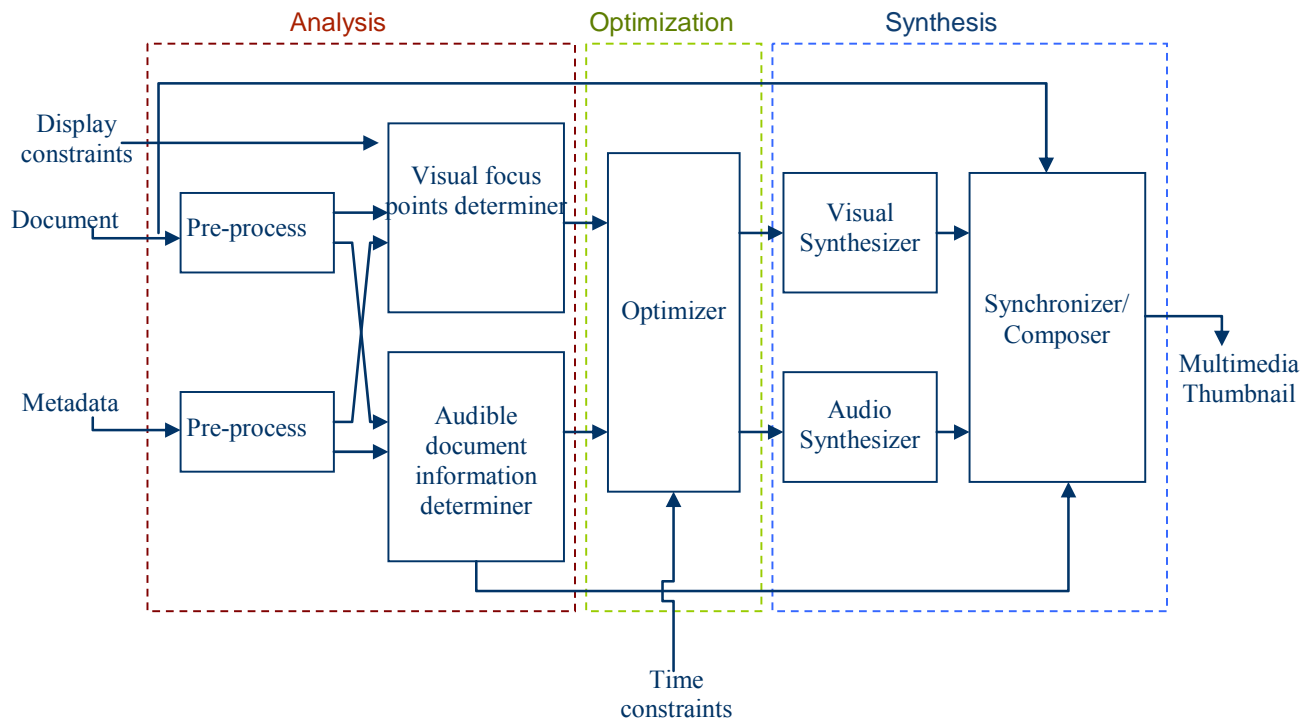 Analysis
Optimization
Synthesis
Display
constraints
Document
Metadata
Pre-process
Pre-process
Visual focus
points determiner
Audible
document
information
determiner
Optimizer
Visual
Synthesizer
Audio
Synthesizer
Synchronizer/
Composer
Multimedia
Thumbnail
Time
constraints